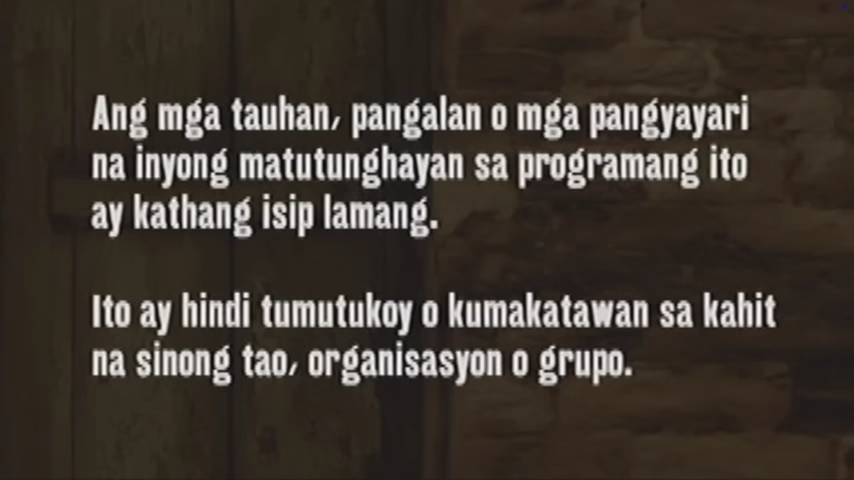 Ang mga tauhan, pangalan o mga pangyayari
na inyong matutunghayan sa programang ito
ay kathang isip lamang.
Ito ay hindi tumutukoy o kumakatawan sa kahit
na sinong tao, organisasyon o grupo.